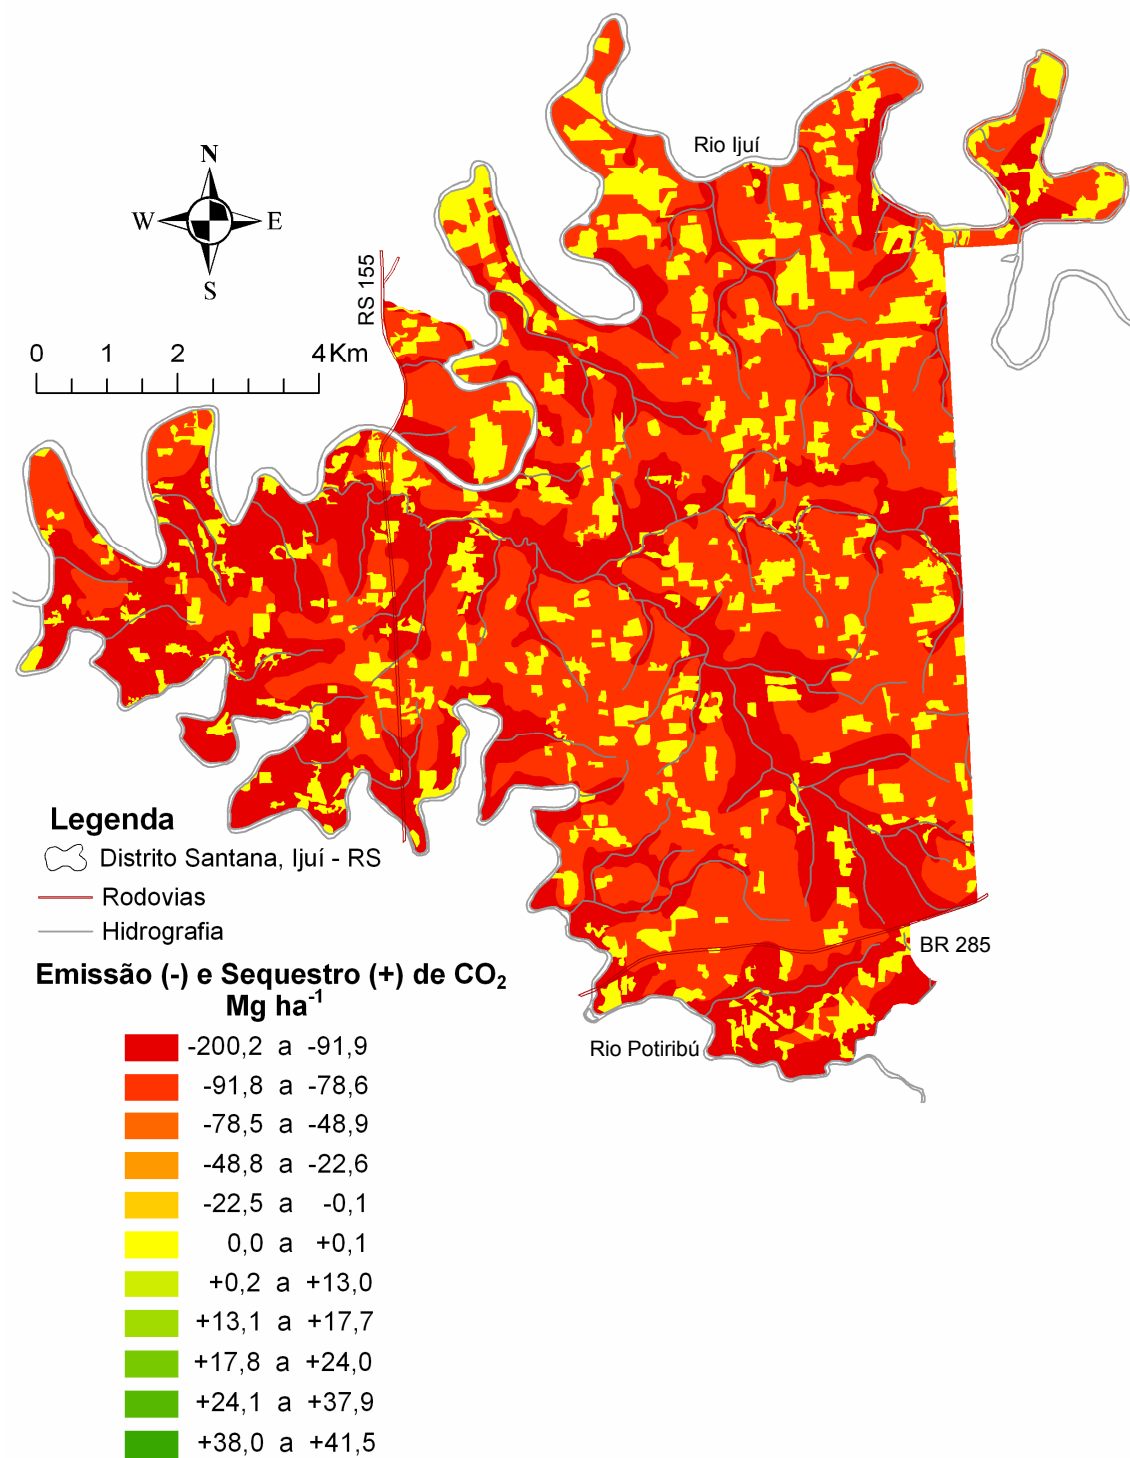 Rio Ijuí
N
W E
S
RS 155
0 1 2 4 Km
Legenda
Distrito Santana, Ijuí - RS
Rodovias
Hidrografia
BR 285
Emissão (-) e Sequestro (+) de CO₂
Mg ha⁻¹
Rio Potiribú
-200,2 a -91,9
-91,8 a -78,6
-78,5 a -48,9
-48,8 a -22,6
-22,5 a -0,1
0,0 a +0,1
+0,2 a +13,0
+13,1 a +17,7
+17,8 a +24,0
+24,1 a +37,9
+38,0 a +41,5